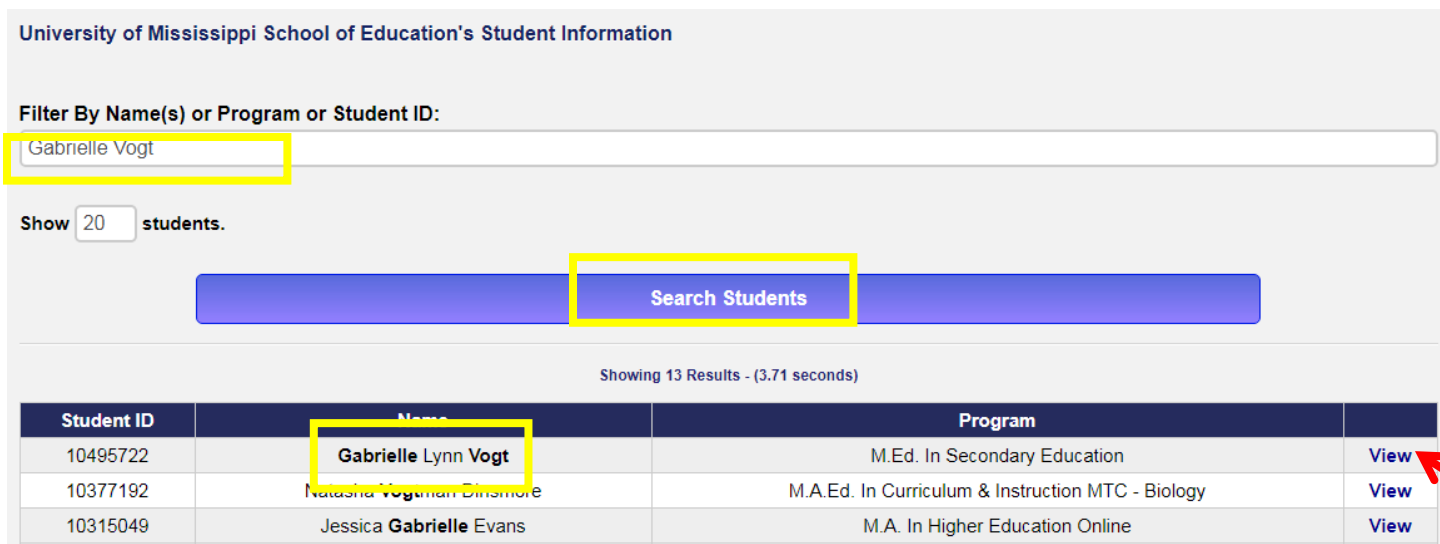 University of Mississippi School of Education's Student Information
Filter By Name(s) or Program or Student ID:
Gabrielle Vogt
Show 20 students.
Search Students
Showing 13 Results - (3.71 seconds)
Student ID Name Program
10495722 Gabrielle Lynn Vogt M.Ed. In Secondary Education View
10377192 Natasha Vogtman Dinsmore M.A.Ed. In Curriculum & Instruction MTC - Biology View
10315049 Jessica Gabrielle Evans M.A. In Higher Education Online View